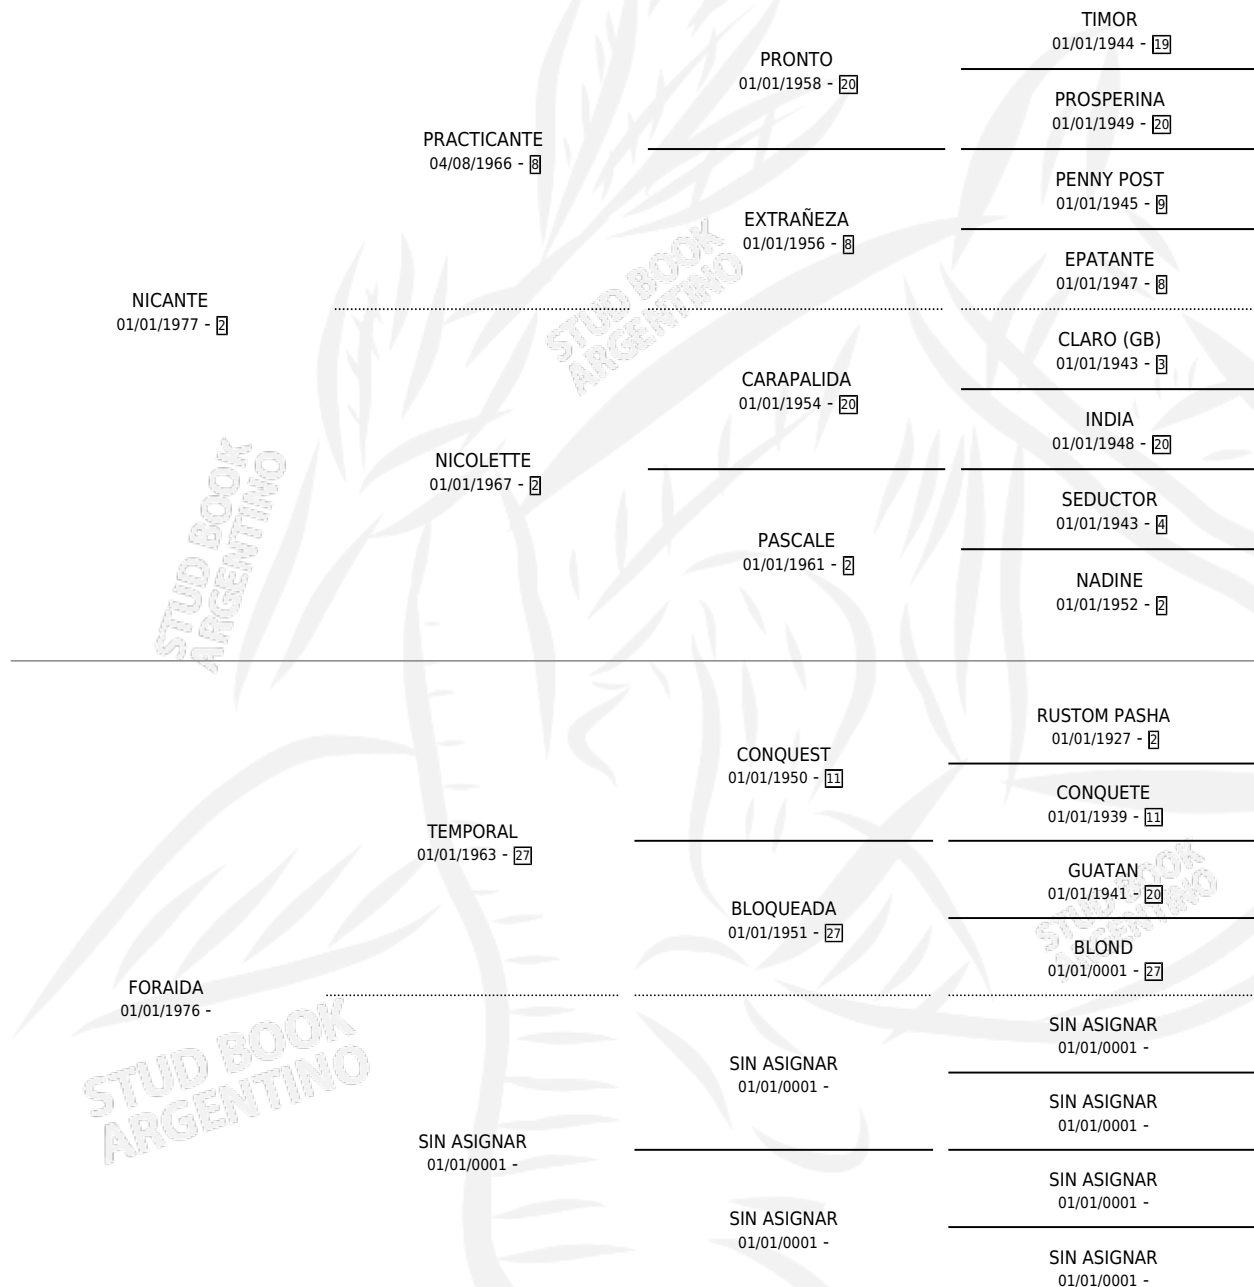 TIMOR
01/01/1944 - 19
PRONTO
01/01/1958 - 20
PROSPERINA
01/01/1949 - 20
PRACTICANTE
04/08/1966 - 8
PENNY POST
01/01/1945 - 9
EXTRAÑEZA
01/01/1956 - 8
EPATANTE
01/01/1947 - 8
NICANTE
01/01/1977 - 2
CLARO (GB)
01/01/1943 - 3
CARAPALIDA
01/01/1954 - 20
INDIA
01/01/1948 - 20
NICOLETTE
01/01/1967 - 2
SEDUCTOR
01/01/1943 - 4
PASCALE
01/01/1961 - 2
NADINE
01/01/1952 - 2
RUSTOM PASHA
01/01/1927 - 2
CONQUEST
01/01/1950 - 11
CONQUETE
01/01/1939 - 11
TEMPORAL
01/01/1963 - 27
GUATAN
01/01/1941 - 20
BLOQUEADA
01/01/1951 - 27
BLOND
01/01/0001 - 27
FORAIDA
01/01/1976 -
SIN ASIGNAR
01/01/0001 -
SIN ASIGNAR
01/01/0001 -
SIN ASIGNAR
01/01/0001 -
SIN ASIGNAR
01/01/0001 -
SIN ASIGNAR
01/01/0001 -
SIN ASIGNAR
01/01/0001 -
SIN ASIGNAR
01/01/0001 -
STUD BOOK
ARGENTINO
STUD BOOK
ARGENTINO
STUD BOOK
ARGENTINO
STUD BOOK
ARGENTINO